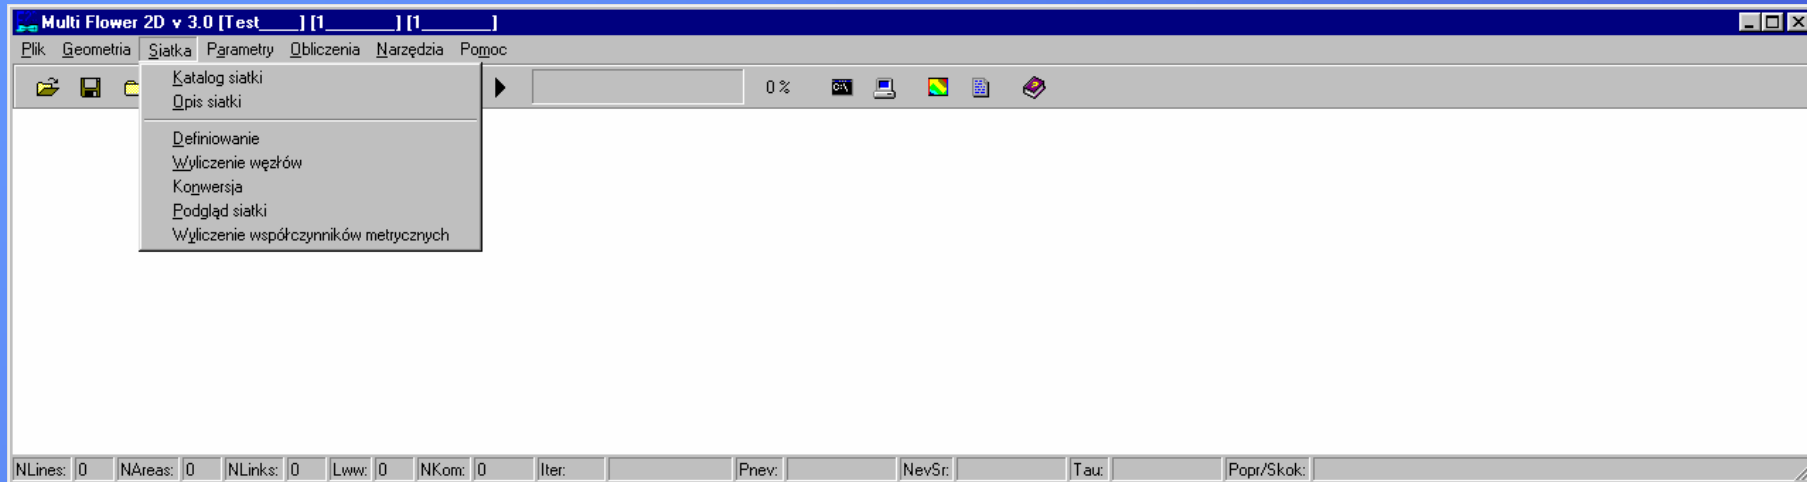 Multi Flower 2D v 3.0 [Test____] [1_______] [1_______]
Plik Geometria Siatka Parametry Obliczenia Narzędzia Pomoc
0 %
C:\
Katalog siatki
Opis siatki
Definiowanie
Wyliczenie węzłów
Konwersja
Podgląd siatki
Wyliczenie współczynników metrycznych
NLines: 0 NAreas: 0 NLinks: 0 Lww: 0 NKom: 0 Iter: Pnev: NevSr: Tau: Popr/Skok: